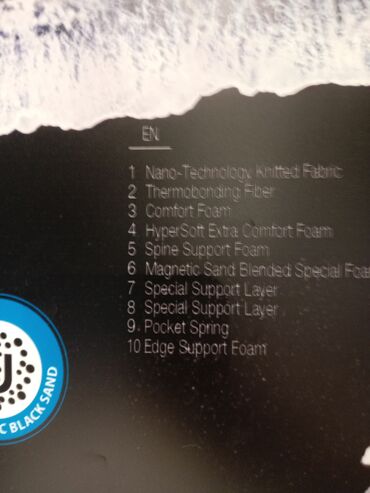 EN
1 Nano-Technology Knitted Fabric
2 Thermobonding Fiber
3 Comfort Foam
4 HyperSoft Extra Comfort Foam
5 Spine Support Foam
6 Magnetic Sand Blended Special Foa
7 Special Support Layer
8 Special Support Layer
9 Pocket Spring
10 Edge Support Foam
C BLACK SAND